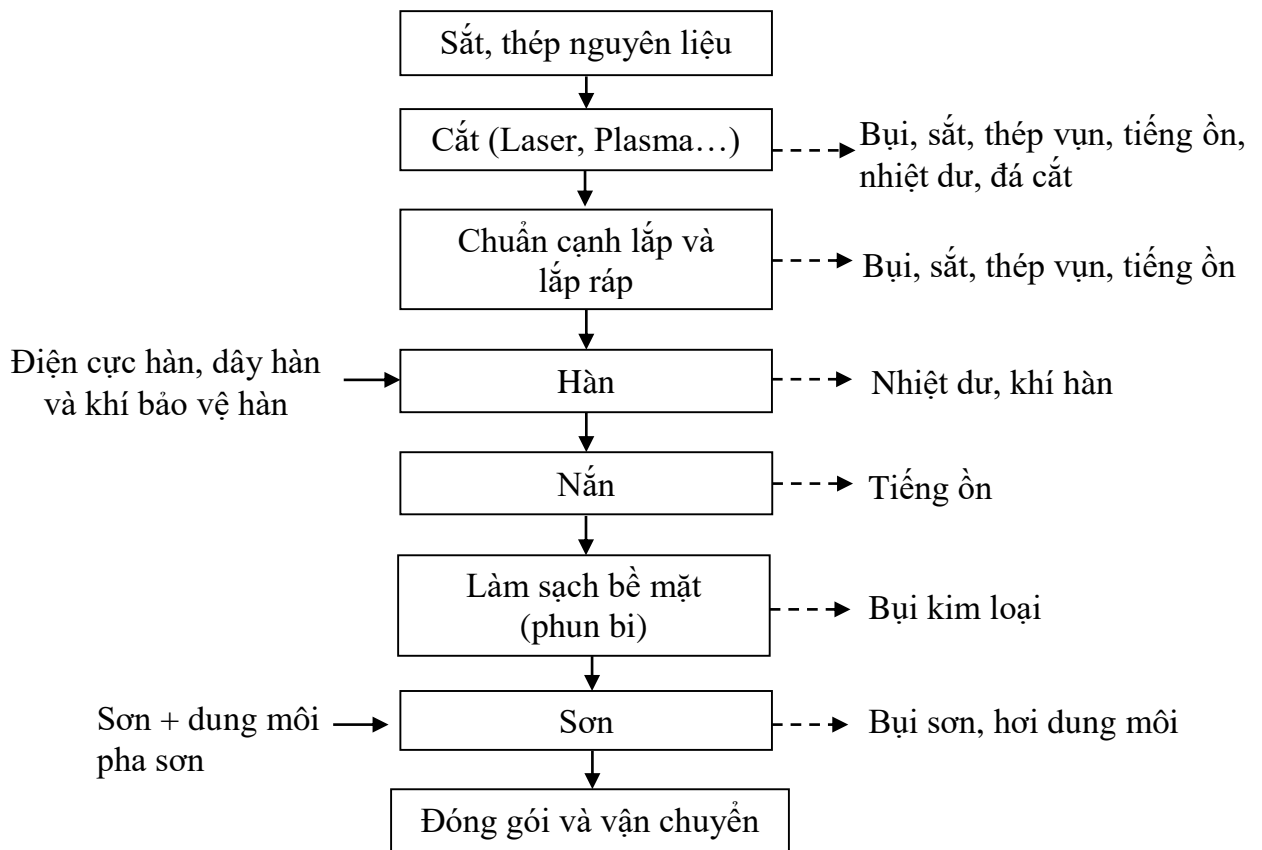 Sắt, thép nguyên liệu
Cắt (Laser, Plasma…)
Bụi, sắt, thép vụn, tiếng ồn,
nhiệt dư, đá cắt
Chuẩn cạnh lắp và
lắp ráp
Bụi, sắt, thép vụn, tiếng ồn
Điện cực hàn, dây hàn
và khí bảo vệ hàn
Hàn
Nhiệt dư, khí hàn
Nắn
Tiếng ồn
Làm sạch bề mặt
(phun bi)
Bụi kim loại
Sơn + dung môi
pha sơn
Sơn
Bụi sơn, hơi dung môi
Đóng gói và vận chuyển